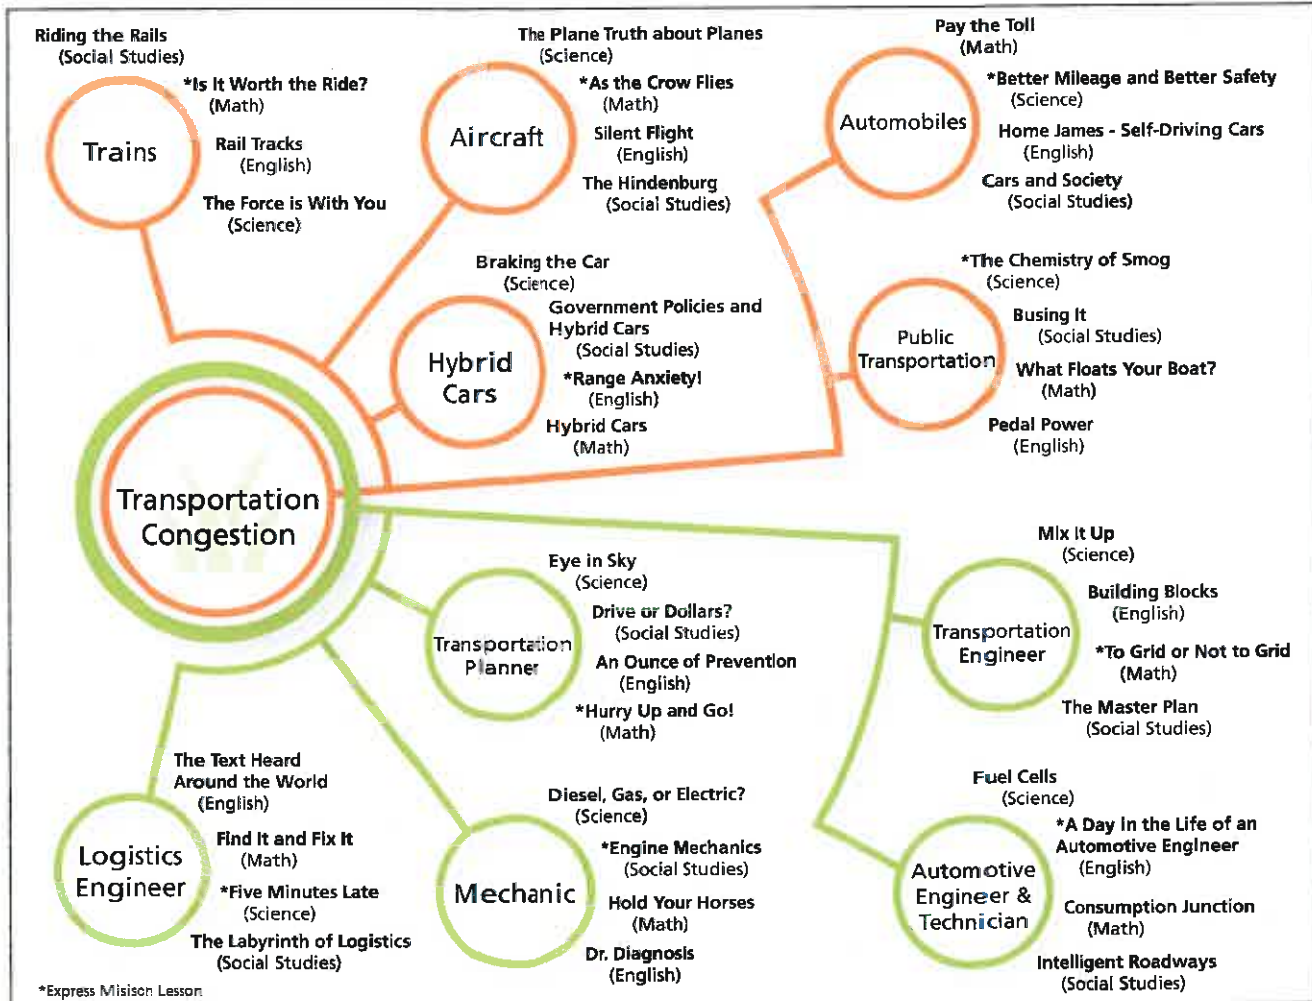 Riding the Rails
(Social Studies)
*Is It Worth the Ride?
(Math)
Trains
Rail Tracks
(English)
The Force is With You
(Science)
The Plane Truth about Planes
(Science)
*As the Crow Flies
(Math)
Aircraft
Silent Flight
(English)
The Hindenburg
(Social Studies)
Pay the Toll
(Math)
*Better Mileage and Better Safety
(Science)
Automobiles
Home James - Self-Driving Cars
(English)
Cars and Society
(Social Studies)
Braking the Car
(Science)
Government Policies and
Hybrid Cars
(Social Studies)
Hybrid
Cars
*Range Anxiety!
(English)
Hybrid Cars
(Math)
*The Chemistry of Smog
(Science)
Busing It
(Social Studies)
Public
Transportation
What Floats Your Boat?
(Math)
Pedal Power
(English)
Transportation
Congestion
Eye in Sky
(Science)
Drive or Dollars?
(Social Studies)
Transportation
Planner
An Ounce of Prevention
(English)
*Hurry Up and Go!
(Math)
Mix It Up
(Science)
Building Blocks
(English)
Transportation
Engineer
*To Grid or Not to Grid
(Math)
The Master Plan
(Social Studies)
The Text Heard
Around the World
(English)
Find It and Fix It
(Math)
Logistics
Engineer
*Five Minutes Late
(Science)
The Labyrinth of Logistics
(Social Studies)
Diesel, Gas, or Electric?
(Science)
*Engine Mechanics
(Social Studies)
Mechanic
Hold Your Horses
(Math)
Dr. Diagnosis
(English)
Fuel Cells
(Science)
*A Day in the Life of an
Automotive Engineer
(English)
Automotive
Engineer &
Technician
Consumption Junction
(Math)
Intelligent Roadways
(Social Studies)
*Express Misison Lesson